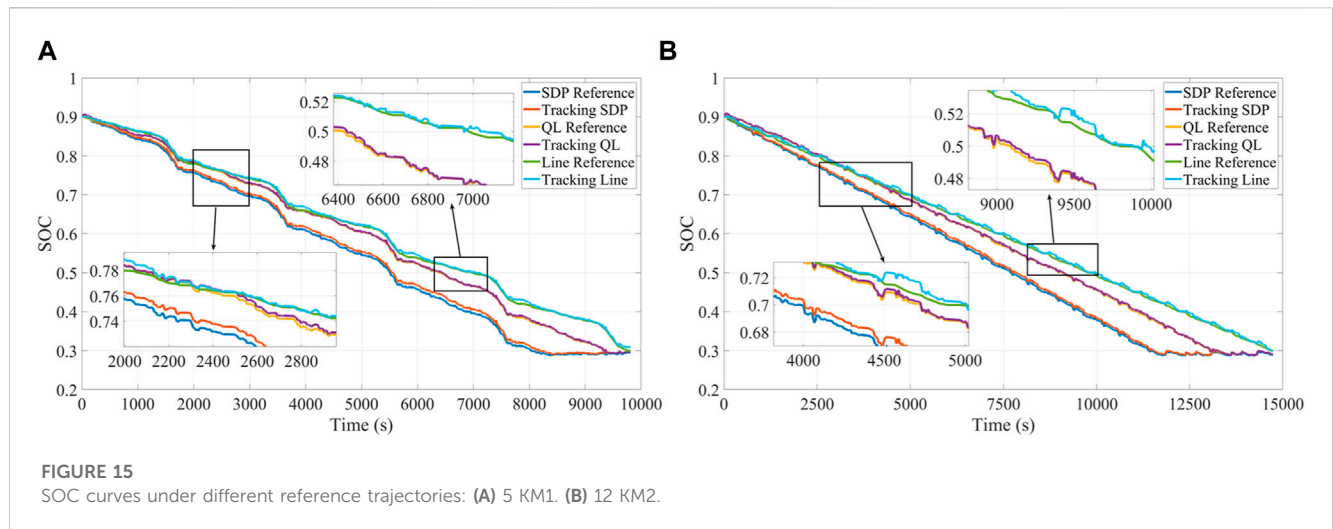 A
B
1
0.9
0.8
0.7
0.6
0.5
0.4
0.3
0.2
SOC
0
1000
2000
3000
4000
5000
6000
7000
8000
9000
10000
Time (s)
0.52
0.5
0.48
6400 6600 6800 7000
0.78
0.76
0.74
2000 2200 2400 2600 2800
SDP Reference
Tracking SDP
QL Reference
Tracking QL
Line Reference
Tracking Line
1
0.9
0.8
0.7
0.6
0.5
0.4
0.3
0.2
SOC
0
2500
5000
7500
10000
12500
15000
Time (s)
0.52
0.5
0.48
9000 9500 10000
0.72
0.7
0.68
4000 4500 5000
SDP Reference
Tracking SDP
QL Reference
Tracking QL
Line Reference
Tracking Line
FIGURE 15
SOC curves under different reference trajectories: (A) 5 KM1. (B) 12 KM2.